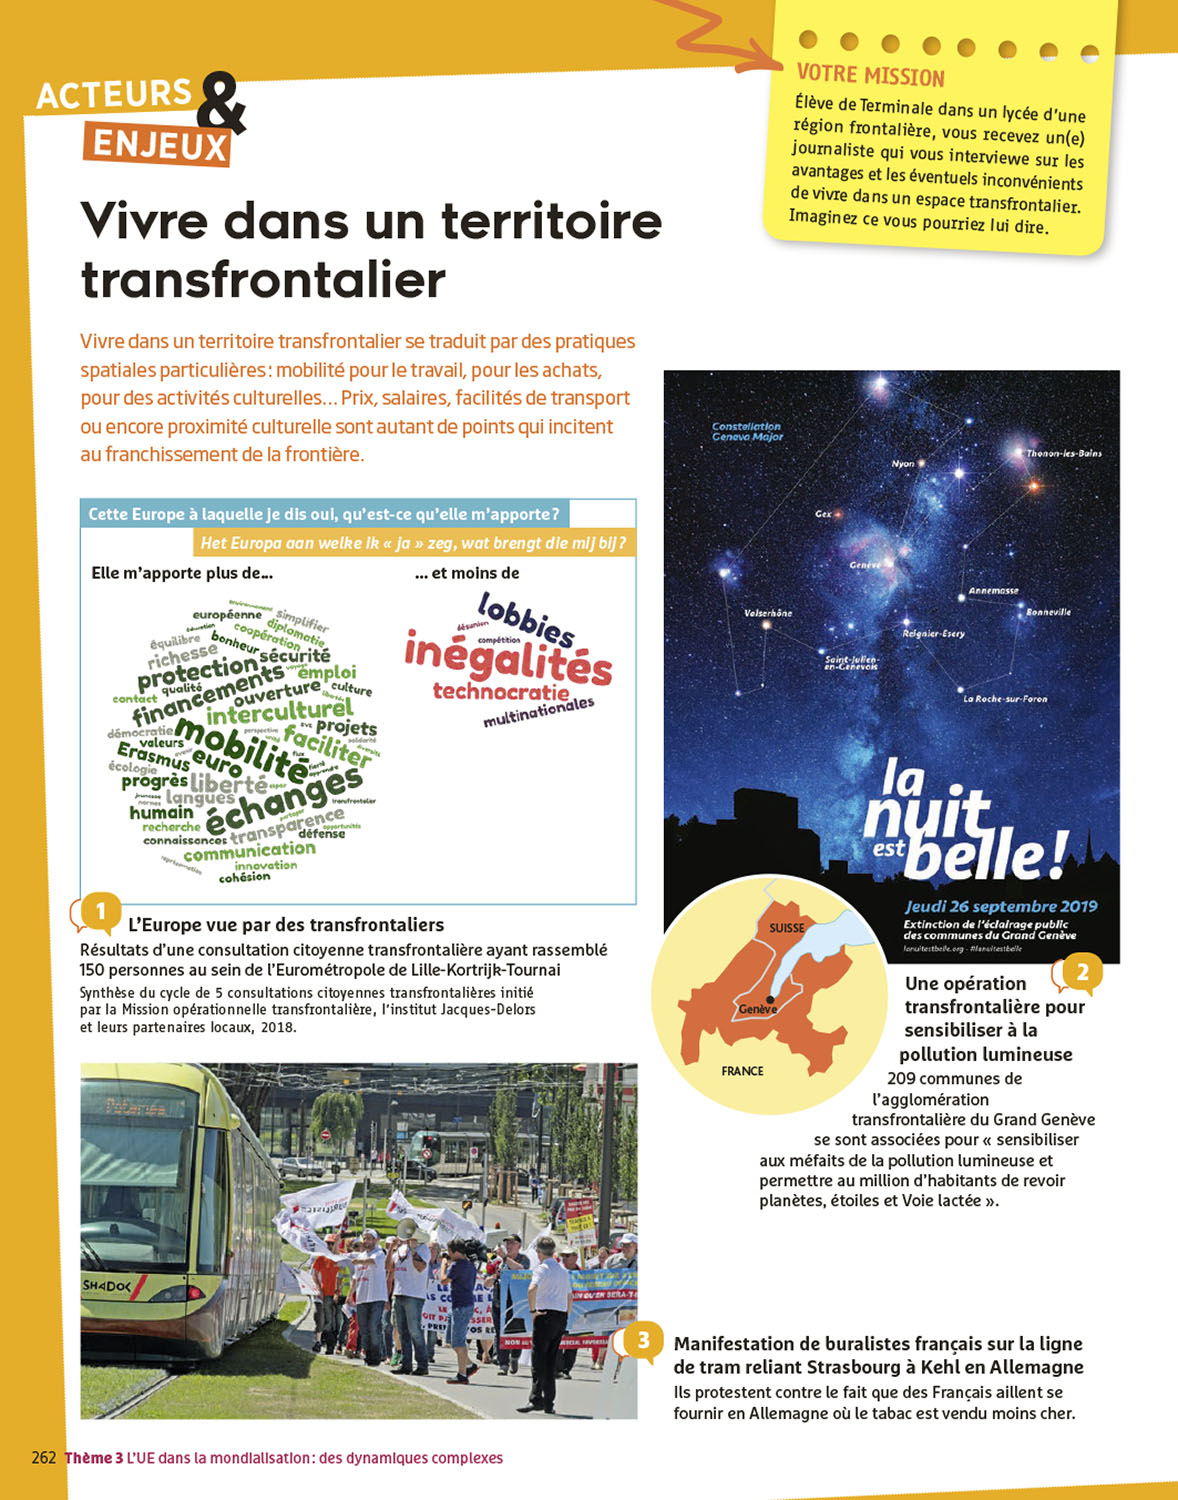 ACTEURS
&
ENJEUX
VOTRE MISSION
Élève de Terminale dans un lycée d'une
région frontalière, vous recevez un(e)
journaliste qui vous interviewe sur les
avantages et les éventuels inconvénients
de vivre dans un espace transfrontalier.
Imaginez ce vous pourriez lui dire.
Vivre dans un territoire
transfrontalier
Vivre dans un territoire transfrontalier se traduit par des pratiques
spatiales particulières : mobilité pour le travail, pour les achats,
pour des activités culturelles... Prix, salaires, facilités de transport
ou encore proximité culturelle sont autant de points qui incitent
au franchissement de la frontière.
Cette Europe à laquelle je dis oui, qu'est-ce qu'elle m'apporte ?
Het Europa aan welke ik « ja » zeg, wat brengt die mij bij ?
Elle m'apporte plus de...
environnement
européenne
simplifier
éducation
coopération
diplomatie
équilibre
bonheur
richesse
sécurité
protection
voyage
emploi
contact
qualité
financements
ouverture
culture
interculturel
démocratie
mobilité
perspective
projets
valeurs
faciliter
solidarité
diversité
Erasmus
euro
flux
fierté
apprendre
écologie
progrès
liberté
espoir
jeunesse
normes
langues
échanges
transfrontalier
humain
partager
recherche
transparence
opportunités
connaissances
défense
communication
représentation
innovation
cohésion
... et moins de
lobbies
désunion
compétition
inégalités
technocratie
multinationales
1
L'Europe vue par des transfrontaliers
Résultats d'une consultation citoyenne transfrontalière ayant rassemblé
150 personnes au sein de l'Eurométropole de Lille-Kortrijk-Tournai
Synthèse du cycle de 5 consultations citoyennes transfrontalières initié
par la Mission opérationnelle transfrontalière, l'institut Jacques-Delors
et leurs partenaires locaux, 2018.
Constellation
Geneva Major
Nyon
Thonon-les-Bains
Gex
Genève
Annemasse
Valserhône
Bonneville
Reignier-Esery
Saint-Julien-
en-Genevois
La Roche-sur-Foron
la
nuit
est
belle !
Jeudi 26 septembre 2019
Extinction de l'éclairage public
des communes du Grand Genève
lanuitestbelle.org - #lanuitestbelle
SUISSE
Genève
FRANCE
2
Une opération
transfrontalière pour
sensibiliser à la
pollution lumineuse
209 communes de
l'agglomération
transfrontalière du Grand Genève
se sont associées pour « sensibiliser
aux méfaits de la pollution lumineuse et
permettre au million d'habitants de revoir
planètes, étoiles et Voie lactée ».
SHADOK
3
Manifestation de buralistes français sur la ligne
de tram reliant Strasbourg à Kehl en Allemagne
Ils protestent contre le fait que des Français aillent se
fournir en Allemagne où le tabac est vendu moins cher.
262 Thème 3 L'UE dans la mondialisation : des dynamiques complexes